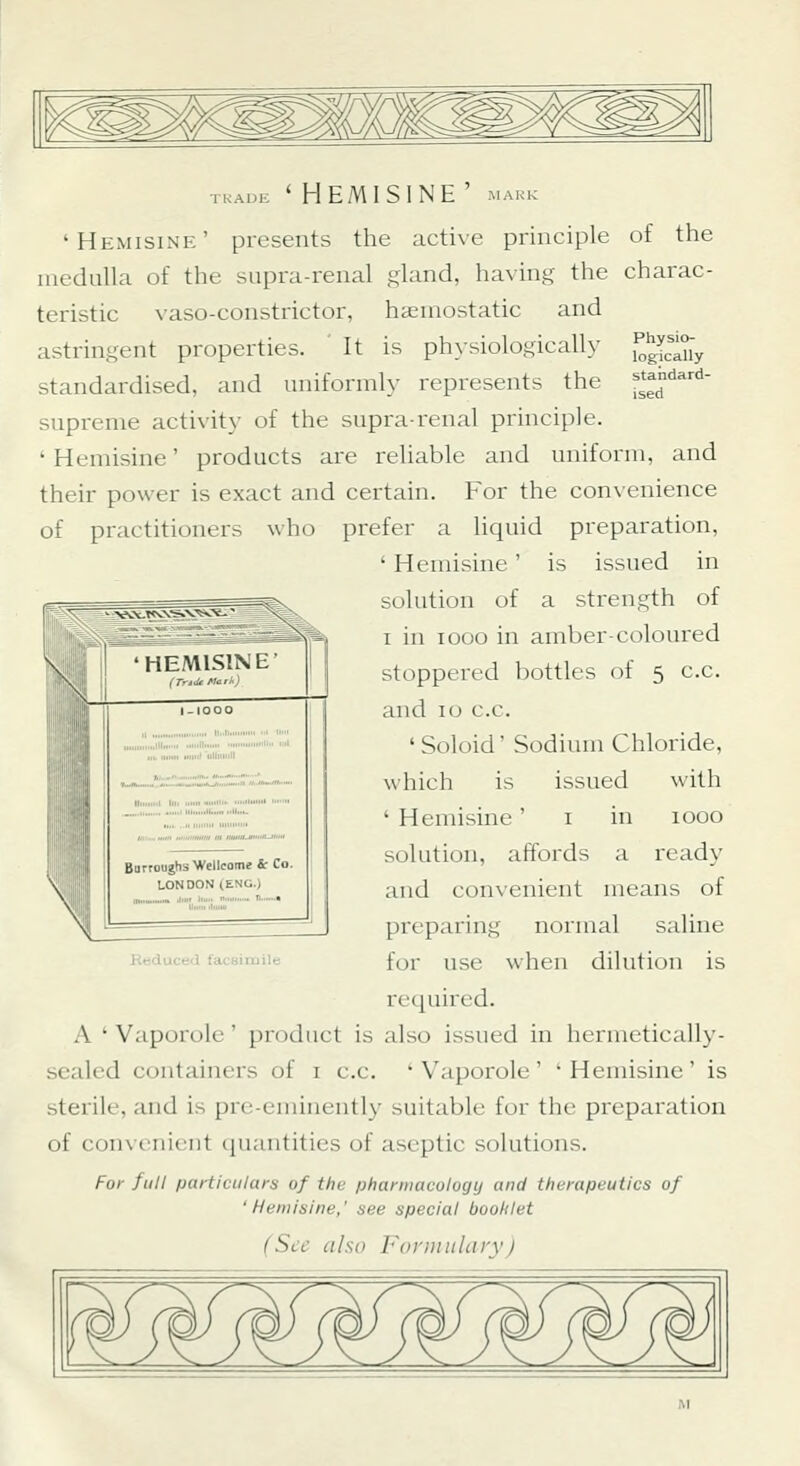 TRADE ‘HEMISINE’ MARK
‘HEMISINE’ presents the active principle of the
medulla of the supra-renal gland, having the charac-
teristic vaso-constrictor, hæmostatic and
astringent properties. It is physiologically
standardised, and uniformly represents the
Physio-
logically
standard-
ised
supreme activity of the supra-renal principle.
‘Hemisine’ products are reliable and uniform, and
their power is exact and certain. For the convenience
of practitioners who prefer a liquid preparation,
‘Hemisine’ is issued in
solution of a strength of
1 in 1000 in amber-coloured
stoppered bottles of 5 c.c.
and 10 c.c.
‘Soloid’ Sodium Chloride,
which is issued with
‘Hemisine’ 1 in 1000
solution, affords a ready
and convenient means of
preparing normal saline
for use when dilution is
required.
‘HEMISINE’
(Trade Mark)
1-1000
Burroughs Wellcome & Co.
LONDON (ENG.)
Reduced facsimile
A ‘Vaporole’ product is also issued in hermetically-
sealed containers of 1 c.c. ‘Vaporole’ ‘Hemisine’ is
sterile, and is pre-eminently suitable for the preparation
of convenient quantities of aseptic solutions.
For full particulars of the pharmacology and therapeutics of
‘Hemisine,’ see special booklet
(See also Formulary)
M